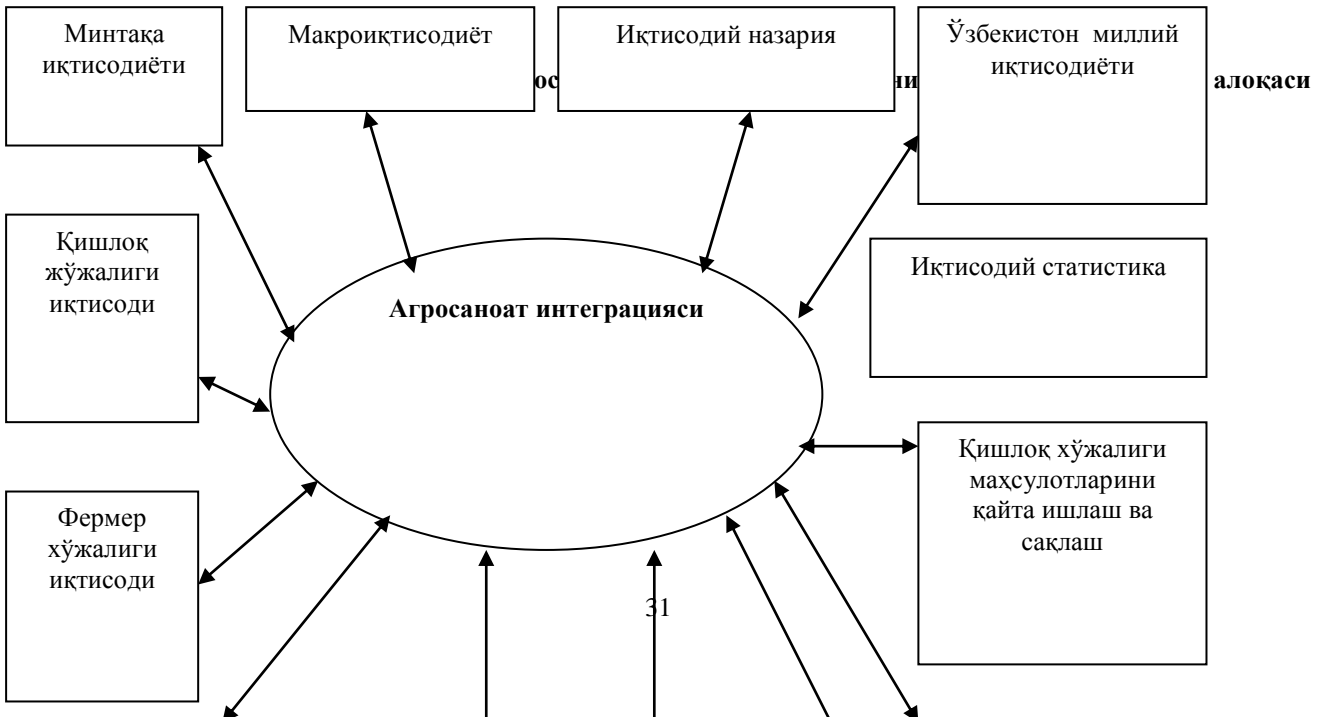 Минтақа
иқтисодиёти
Макроиқтисодиёт
Иқтисодий назария
Ўзбекистон миллий
иқтисодиёти
алоқаси
Қишлоқ
жўжалиги
иқтисоди
Агросаноат интеграцияси
Иқтисодий статистика
Фермер
хўжалиги
иқтисоди
Қишлоқ хўжалиги
маҳсулотларини
қайта ишлаш ва
сақлаш
31